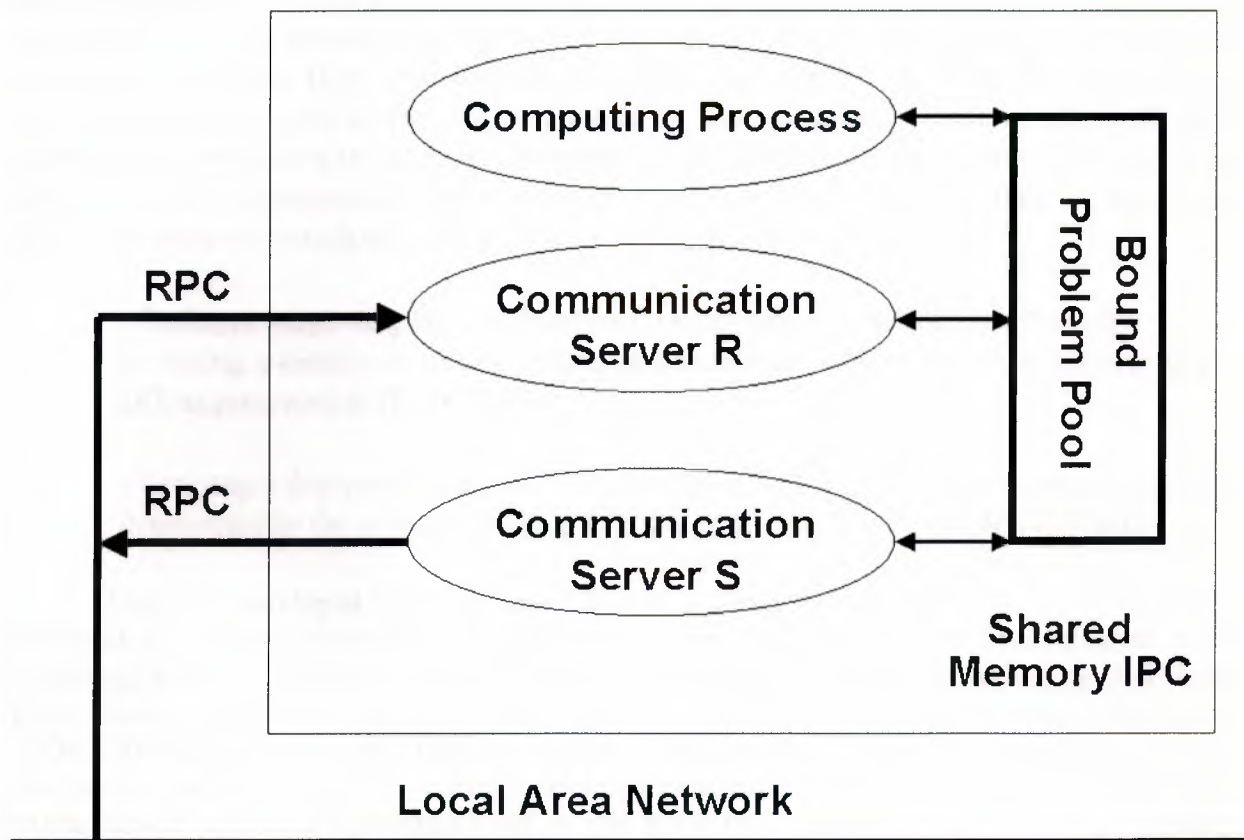 Computing Process
RPC
Communication
Server R
RPC
Communication
Server S
Bound
Problem Pool
Shared
Memory IPC
Local Area Network